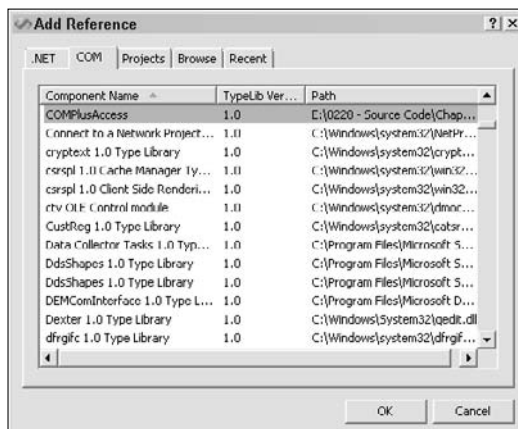 Add Reference
.NET COM Projects Browse Recent
Component Name TypeLib Ver... Path
COMPlusAccess 1.0 E:\0220 - Source Code\Chap...
Connect to a Network Project... 1.0 C:\Windows\system32\NetPr...
cryptext 1.0 Type Library 1.0 C:\Windows\system32\crypt...
csrspl 1.0 Cache Manager Ty... 1.0 C:\Windows\system32\win32...
csrspl 1.0 Client Side Renderi... 1.0 C:\Windows\system32\win32...
ctv OLE Control module 1.0 C:\Windows\system32\dmoc...
CustReg 1.0 Type Library 1.0 C:\Windows\system32\catsr...
Data Collector Tasks 1.0 Typ... 1.0 C:\Program Files\Microsoft S...
DdsShapes 1.0 Type Library 1.0 C:\Program Files\Microsoft S...
DdsShapes 1.0 Type Library 1.0 C:\Program Files\Microsoft S...
DEMComInterface 1.0 Type L... 1.0 C:\Program Files\Microsoft D...
Dexter 1.0 Type Library 1.0 C:\Windows\System32\qedit.dll
dfrgifc 1.0 Type Library 1.0 C:\Windows\system32\dfrgif...
OK Cancel